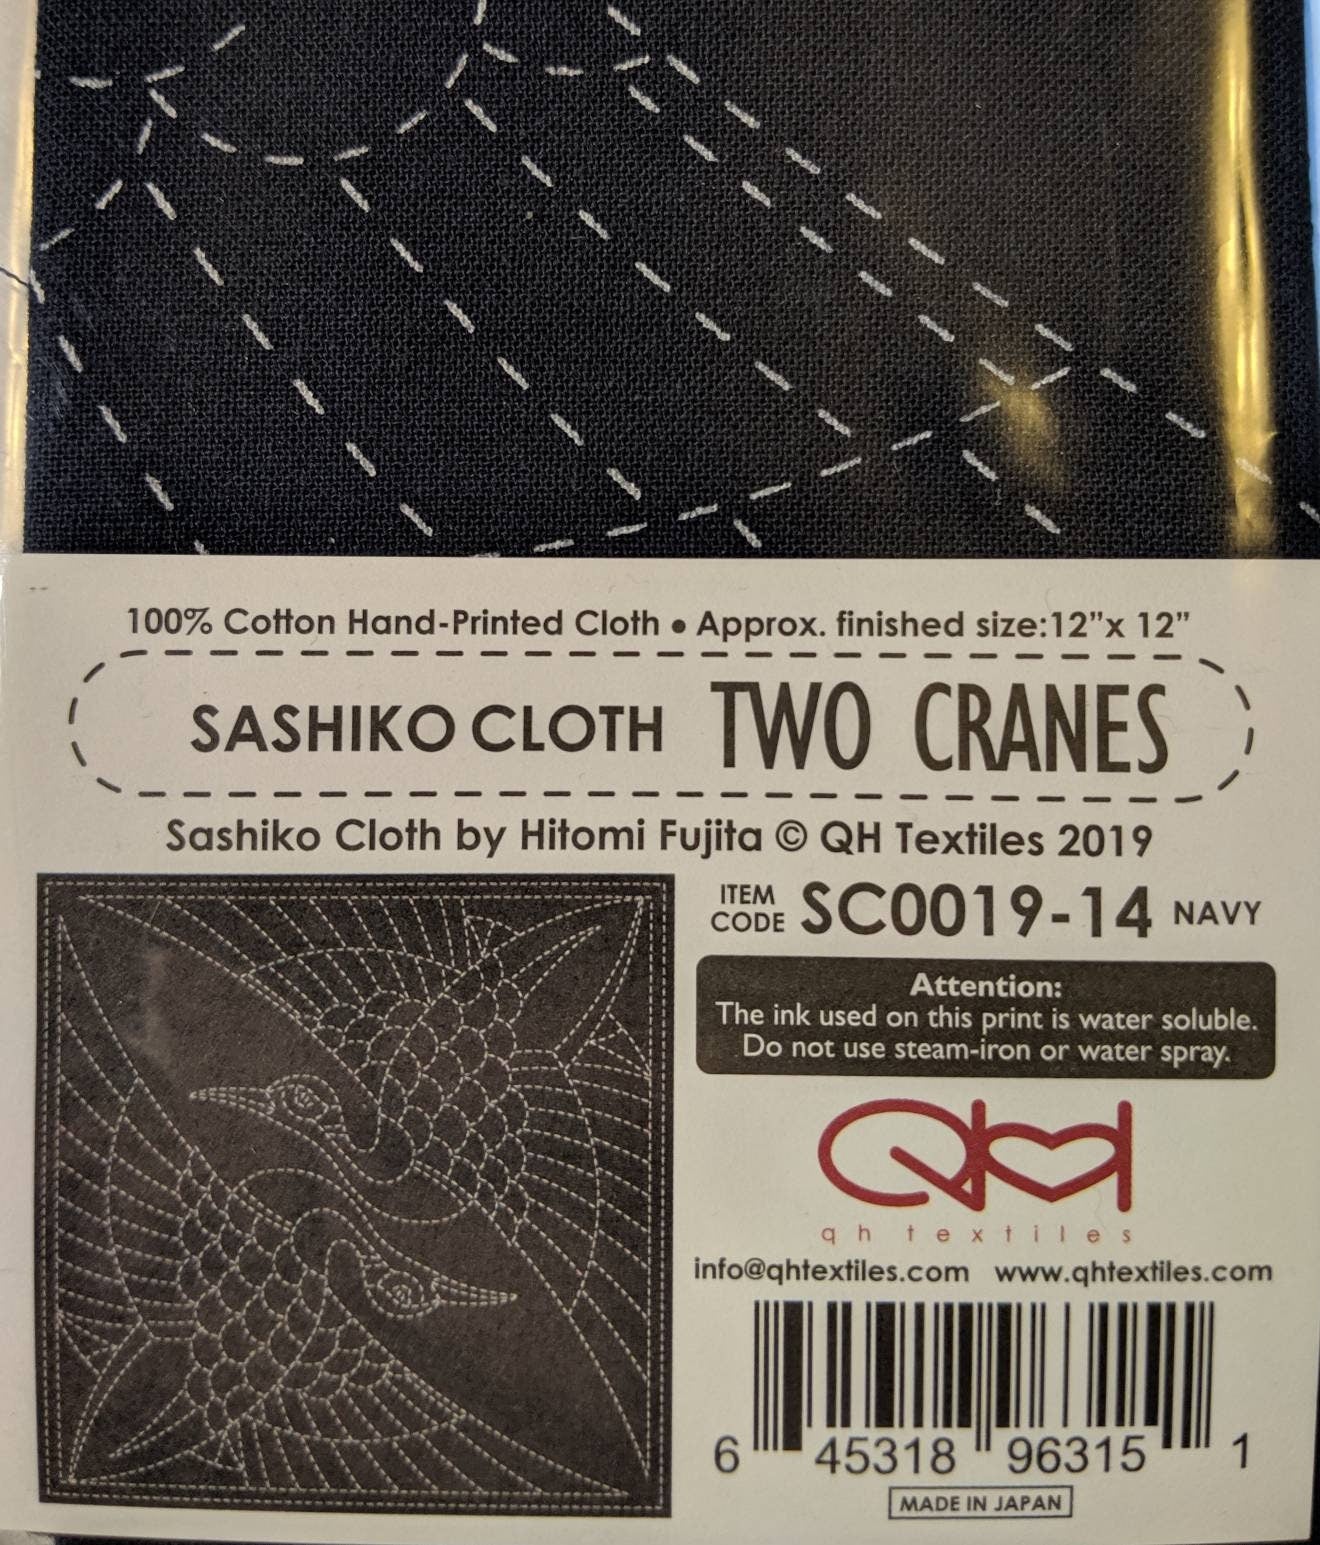 100% Cotton Hand-Printed Cloth • Approx. finished size:12”x 12”
SASHIKO CLOTH TWO CRANES
Sashiko Cloth by Hitomi Fujita © QH Textiles 2019
ITEM CODE SC0019-14 NAVY
Attention:
The ink used on this print is water soluble.
Do not use steam-iron or water spray.
QH
qh textiles
info@qhtextiles.com www.qhtextiles.com
6 45318 96315 1
MADE IN JAPAN